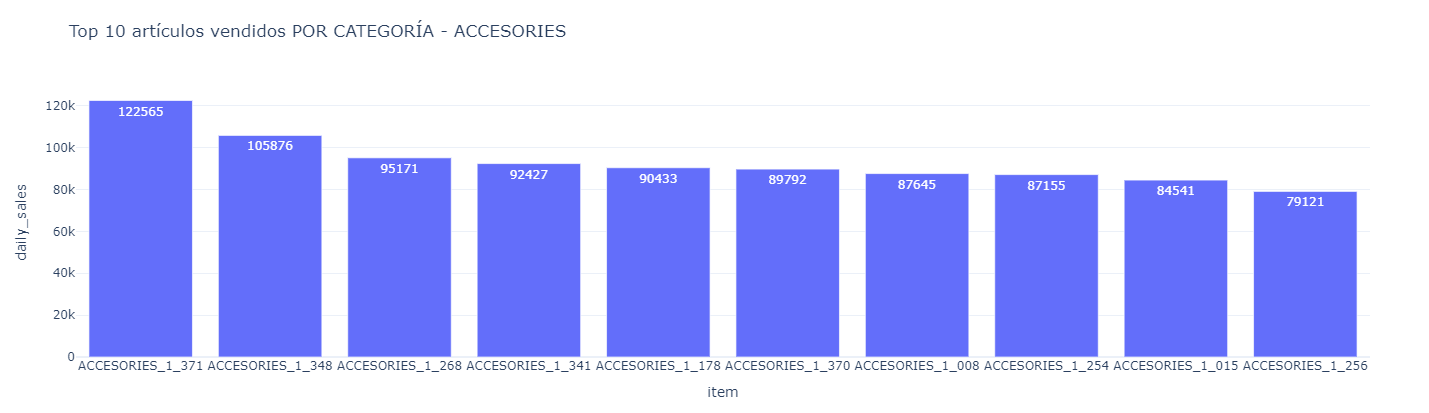 Top 10 artículos vendidos POR CATEGORÍA - ACCESORIES
120k
100k
80k
60k
40k
20k
0
daily_sales
122565
105876
95171
92427
90433
89792
87645
87155
84541
79121
ACCESORIES_1_371 ACCESORIES_1_348 ACCESORIES_1_268 ACCESORIES_1_341 ACCESORIES_1_178 ACCESORIES_1_370 ACCESORIES_1_008 ACCESORIES_1_254 ACCESORIES_1_015 ACCESORIES_1_256
item